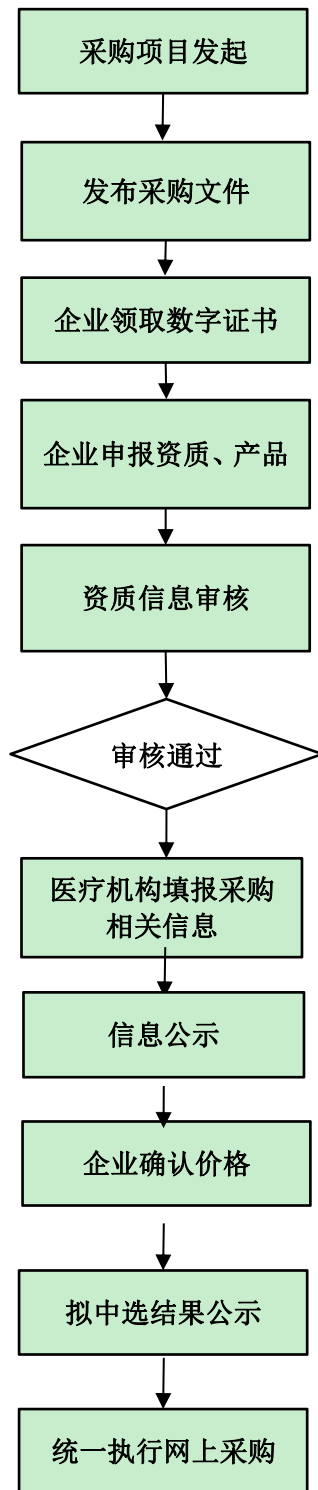 采购项目发起
发布采购文件
企业领取数字证书
企业申报资质、产品
资质信息审核
审核通过
医疗机构填报采购
相关信息
信息公示
企业确认价格
拟中选结果公示
统一执行网上采购